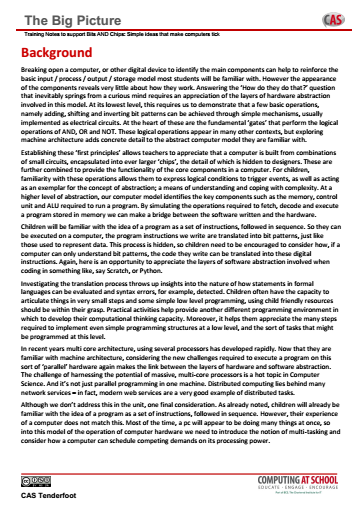 The Big Picture
CAS
Training Notes to support Bits AND Chips: Simple ideas that make computers tick
Background
Breaking open a computer, or other digital device to identify the main components can help to reinforce the
basic input / process / output / storage model most students will be familiar with. However the appearance
of the components reveals very little about how they work. Answering the 'How do they do that?' question
that inevitably springs from a curious mind requires an appreciation of the layers of hardware abstraction
involved in this model. At its lowest level, this requires us to demonstrate that a few basic operations,
namely adding, shifting and inverting bit patterns can be achieved through simple mechanisms, usually
implemented as electrical circuits. At the heart of these are the fundamental 'gates' that perform the logical
operations of AND, OR and NOT. These logical operations appear in many other contexts, but exploring
machine architecture adds concrete detail to the abstract computer model they are familiar with.
Establishing these 'first principles' allows teachers to appreciate that a computer is built from combinations
of small circuits, encapsulated into ever larger 'chips', the detail of which is hidden to designers. These are
further combined to provide the functionality of the core components in a computer. For children,
familiarity with these operations allows them to express logical conditions to trigger events, as well as acting
as an exemplar for the concept of abstraction; a means of understanding and coping with complexity. At a
higher level of abstraction, our computer model identifies the key components such as the memory, control
unit and ALU required to run a program. By simulating the operations required to fetch, decode and execute
a program stored in memory we can make a bridge between the software written and the hardware.
Children will be familiar with the idea of a program as a set of instructions, followed in sequence. So they can
be executed on a computer, the program instructions we write are translated into bit patterns, just like
those used to represent data. This process is hidden, so children need to be encouraged to consider how, if a
computer can only understand bit patterns, the code they write can be translated into these digital
instructions. Again, here is an opportunity to appreciate the layers of software abstraction involved when
coding in something like, say Scratch, or Python.
Investigating the translation process throws up insights into the nature of how statements in formal
languages can be evaluated and syntax errors, for example, detected. Children often have the capacity to
articulate things in very small steps and some simple low level programming, using child friendly resources
should be within their grasp. Practical activities help provide another different programming environment in
which to develop their computational thinking capacity. Moreover, it helps them appreciate the many steps
required to implement even simple programming structures at a low level, and the sort of tasks that might
be programmed at this level.
In recent years multi core architecture, using several processors has developed rapidly. Now that they are
familiar with machine architecture, considering the new challenges required to execute a program on this
sort of 'parallel' hardware again makes the link between the layers of hardware and software abstraction.
The challenge of harnessing the potential of massive, multi-core processors is a hot topic in Computer
Science. And it's not just parallel programming in one machine. Distributed computing lies behind many
network services – in fact, modern web services are a very good example of distributed tasks.
Although we don't address this in the unit, one final consideration. As already noted, children will already be
familiar with the idea of a program as a set of instructions, followed in sequence. However, their experience
of a computer does not match this. Most of the time, a pc will appear to be doing many things at once, so
into this model of the operation of computer hardware we need to introduce the notion of multi-tasking and
consider how a computer can schedule competing demands on its processing power.
COMPUTING AT SCHOOL
EDUCATE · ENGAGE · ENCOURAGE
CAS Tenderfoot